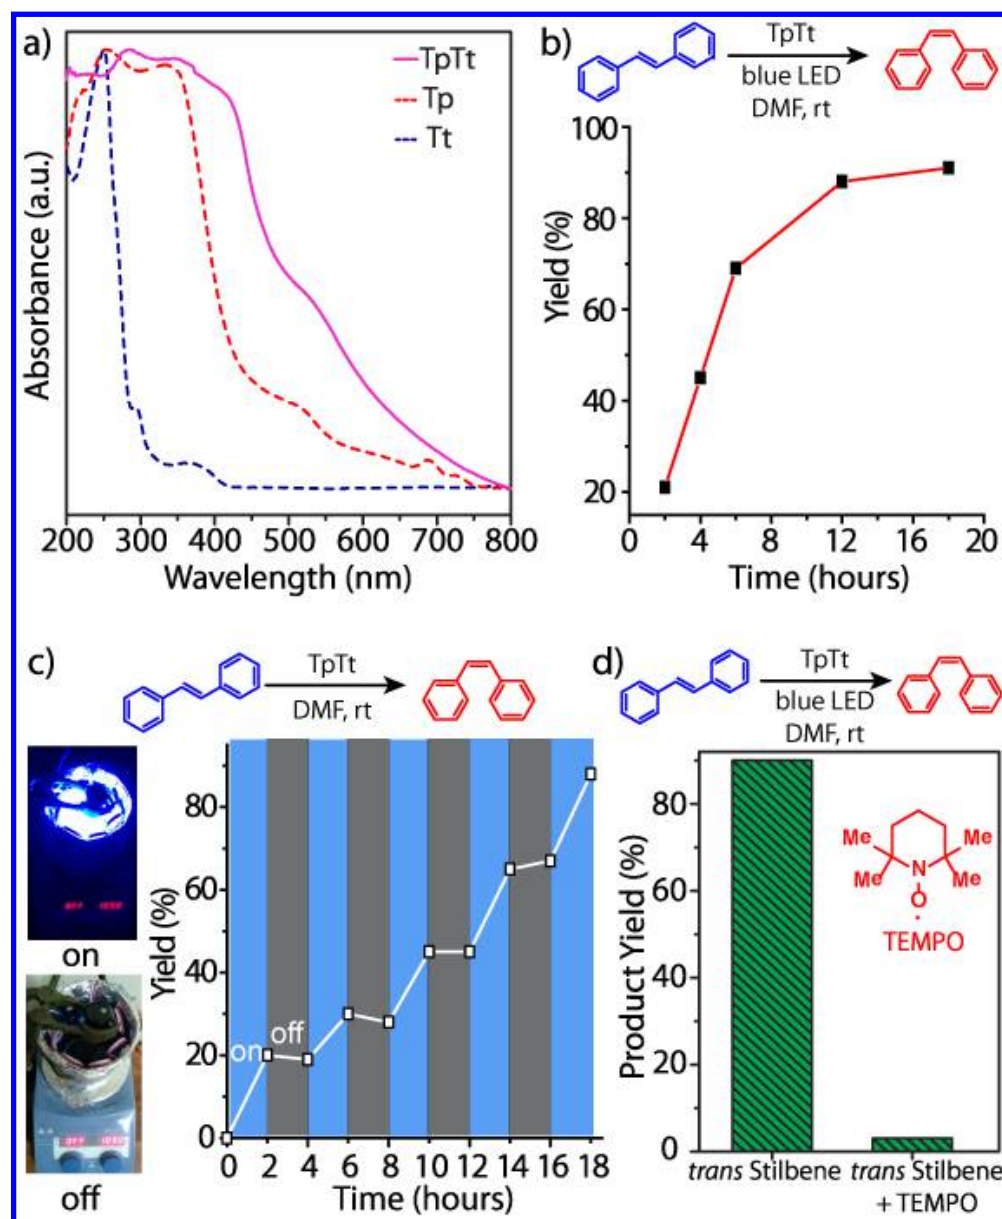 a)
TpTt
Tp
Tt
Absorbance (a.u.)
200 300 400 500 600 700 800
Wavelength (nm)
b)
TpTt
blue LED
DMF, rt
100
80
60
40
20
Yield (%)
0 4 8 12 16 20
Time (hours)
c)
TpTt
DMF, rt
on
off
80
60
40
20
0
Yield (%)
on
off
0 2 4 6 8 10 12 14 16 18
Time (hours)
d)
TpTt
blue LED
DMF, rt
80
60
40
20
0
Product Yield (%)
Me Me
Me N Me
O
TEMPO
trans Stilbene
trans Stilbene
+ TEMPO